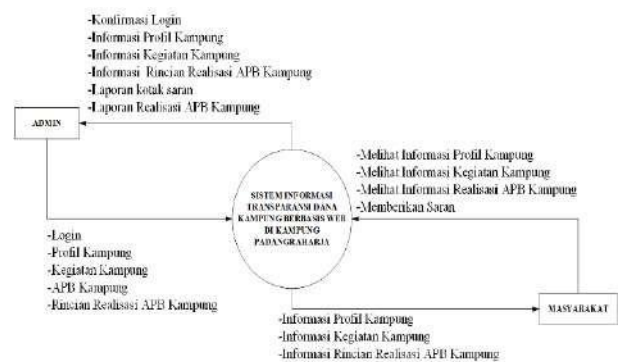 -Konfirmasi Login
-Informasi Profil Kampung
-Informasi Kegiatan Kampung
-Informasi Rincian Realisasi APB Kampung
-Laporan kotak saran
-Laporan Realisasi APB Kampung
ADMIN
-Melihat Informasi Profil Kampung
-Melihat Informasi Kegiatan Kampung
-Melihat Informasi Realisasi APB Kampung
-Memberikan Saran
SISTEM INFORMASI
TRANSPARANSI DANA
KAMPUNG BERBASIS WEB
DI KAMPUNG
PADANGRAHARJA
-Login
-Profil Kampung
-Kegiatan Kampung
-APB Kampung
-Rincian Realisasi APB Kampung
MASYARAKAT
-Informasi Profil Kampung
-Informasi Kegiatan Kampung
-Informasi Rincian Realisasi APB Kampung